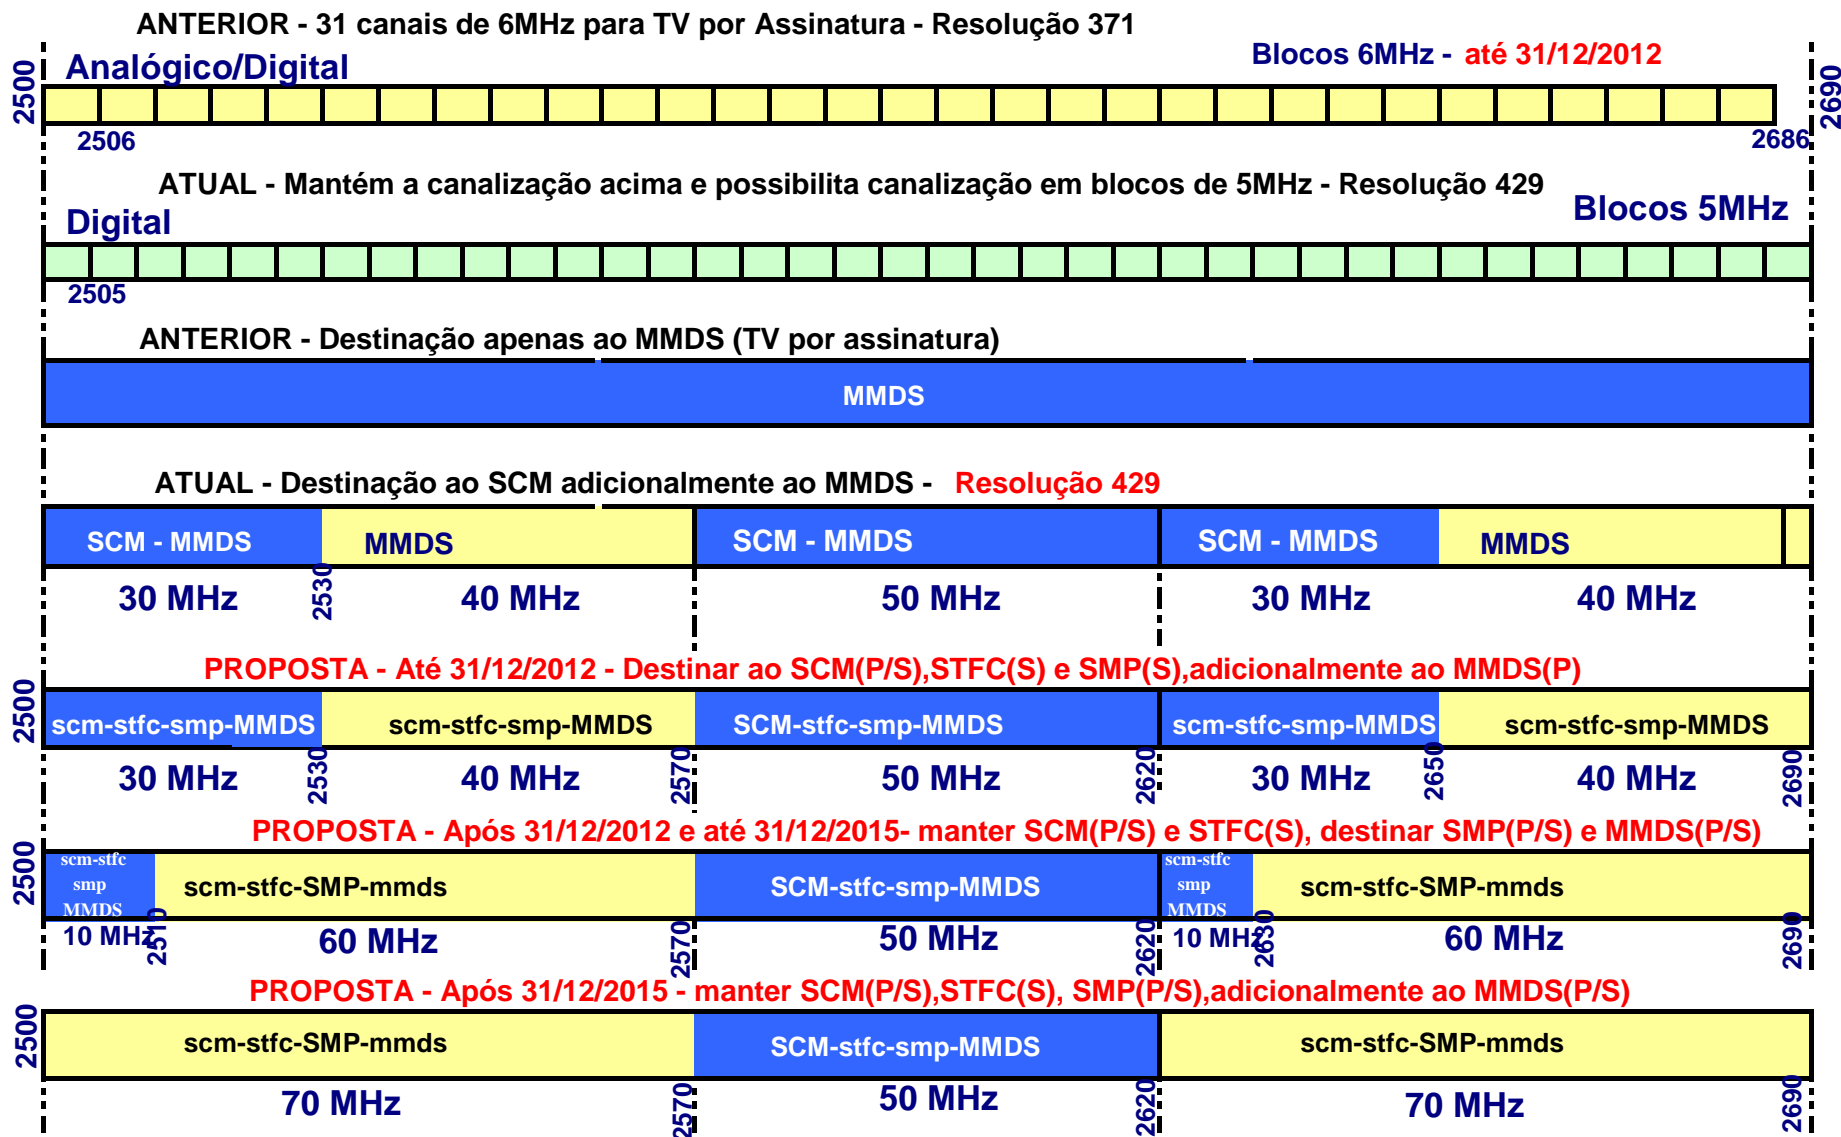 ANTERIOR - 31 canais de 6MHz para TV por Assinatura - Resolução 371
Analógico/Digital
Blocos 6MHz - até 31/12/2012
2500
2690
2506
2686
ATUAL - Mantém a canalização acima e possibilita canalização em blocos de 5MHz - Resolução 429
Digital
Blocos 5MHz
2505
ANTERIOR - Destinação apenas ao MMDS (TV por assinatura)
MMDS
ATUAL - Destinação ao SCM adicionalmente ao MMDS - Resolução 429
SCM - MMDS
MMDS
SCM - MMDS
SCM - MMDS
MMDS
30 MHz
2530
40 MHz
50 MHz
30 MHz
40 MHz
PROPOSTA - Até 31/12/2012 - Destinar ao SCM(P/S),STFC(S) e SMP(S),adicionalmente ao MMDS(P)
2500
scm-stfc-smp-MMDS
scm-stfc-smp-MMDS
SCM-stfc-smp-MMDS
scm-stfc-smp-MMDS
scm-stfc-smp-MMDS
30 MHz
2530
40 MHz
2570
50 MHz
2620
30 MHz
2650
40 MHz
2690
PROPOSTA - Após 31/12/2012 e até 31/12/2015- manter SCM(P/S) e STFC(S), destinar SMP(P/S) e MMDS(P/S)
2500
scm-stfc
smp
MMDS
scm-stfc-SMP-mmds
SCM-stfc-smp-MMDS
scm-stfc
smp
MMDS
scm-stfc-SMP-mmds
10 MHz
2510
60 MHz
2570
50 MHz
2620
10 MHz
2630
60 MHz
2690
PROPOSTA - Após 31/12/2015 - manter SCM(P/S),STFC(S), SMP(P/S),adicionalmente ao MMDS(P/S)
2500
scm-stfc-SMP-mmds
SCM-stfc-smp-MMDS
scm-stfc-SMP-mmds
70 MHz
2570
50 MHz
2620
70 MHz
2690